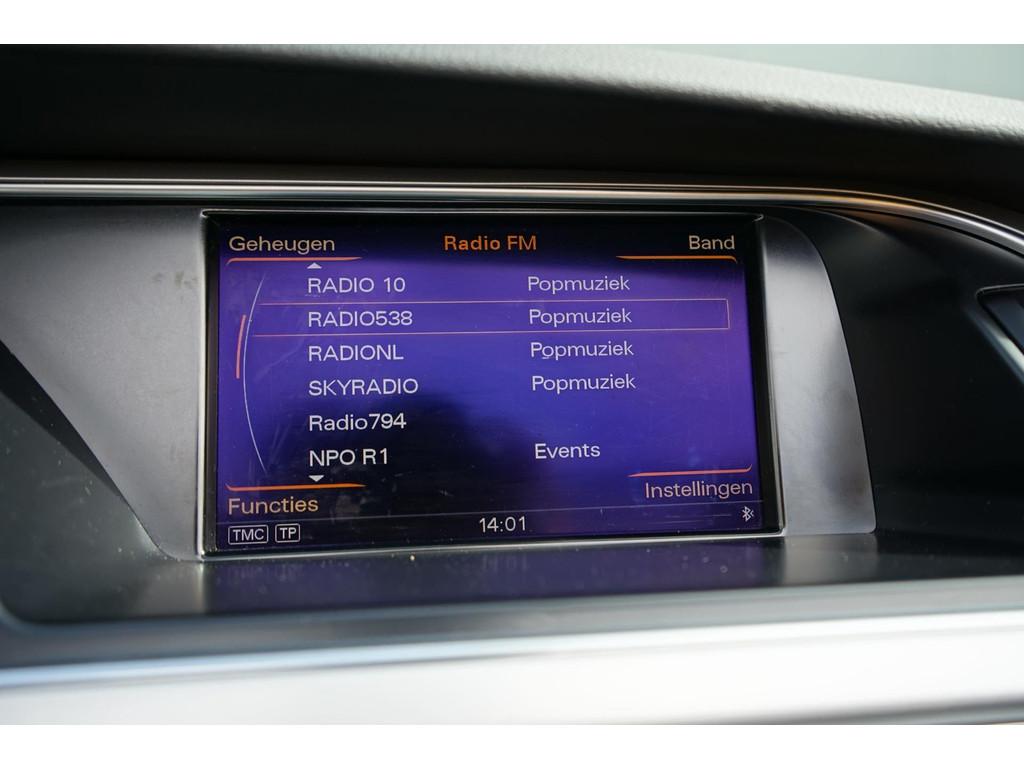 Geheugen Radio FM Band
RADIO 10 Popmuziek
RADIO538 Popmuziek
RADIONL Popmuziek
SKYRADIO Popmuziek
Radio794
NPO R1 Events
Functies Instellingen
TMC TP 14:01